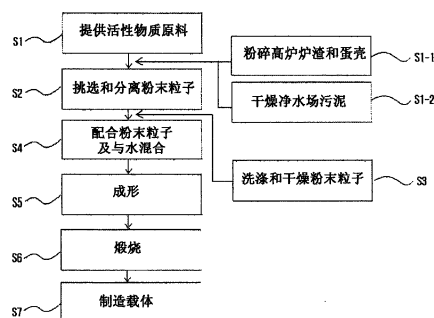 S1
提供活性物质原料
粉碎高炉炉渣和蛋壳
S1-1
S2
挑选和分离粉末粒子
干燥净水场污泥
S1-2
S4
配合粉末粒子
及与水混合
洗涤和干燥粉末粒子
S3
S5
成形
S6
煅烧
S7
制造载体